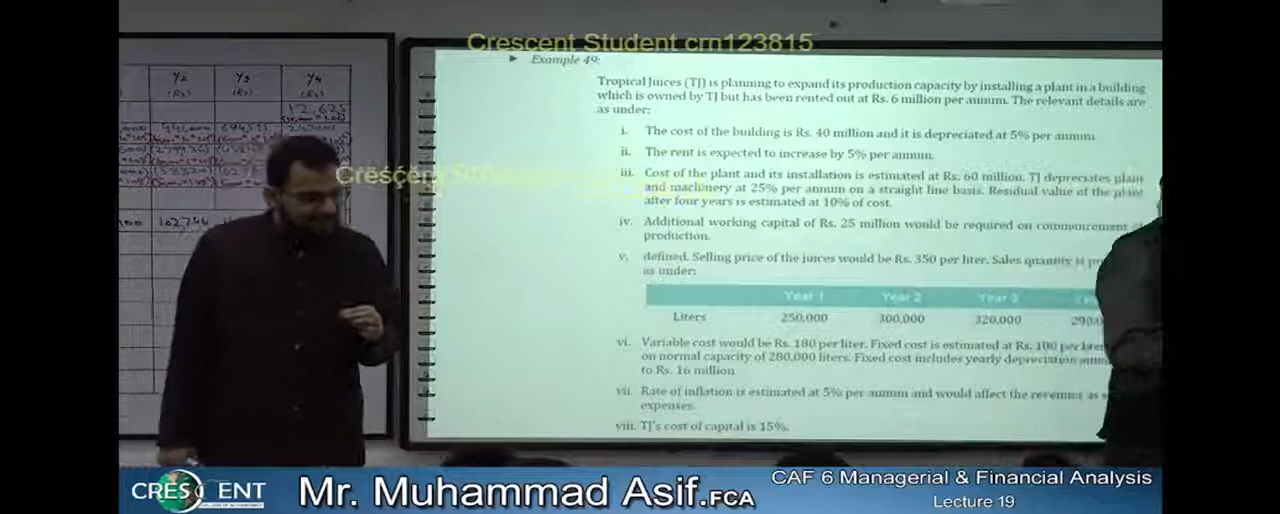 Crescent Student crn123815
Example 49:
Tropical Juices (TJ) is planning to expand its production capacity by installing a plant in a building
which is owned by TJ but has been rented out at Rs. 6 million per annum. The relevant details are
as under:
i. The cost of the building is Rs. 40 million and it is depreciated at 5% per annum.
ii. The rent is expected to increase by 5% per annum.
iii. Cost of the plant and its installation is estimated at Rs. 60 million. TJ depreciates plant
and machinery at 25% per annum on a straight line basis. Residual value of the plant
after four years is estimated at 10% of cost.
iv. Additional working capital of Rs. 25 million would be required on commencement
production.
v. defined. Selling price of the juices would be Rs. 350 per liter. Sales quantity is
as under:
Year 1 Year 2 Year 3
Liters 250,000 300,000 320,000 290,0
vi. Variable cost would be Rs. 180 per liter. Fixed cost is estimated at Rs. 100 per
on normal capacity of 280,000 liters. Fixed cost includes yearly depreciation
to Rs. 16 million.
vii. Rate of inflation is estimated at 5% per annum and would affect the revenues as
expenses.
viii. TJ's cost of capital is 15%.
Y2 Y3 Y4
(Rs) (Rs) (Rs)
12.625
CRESCENT
Mr. Muhammad Asif.FCA
CAF 6 Managerial & Financial Analysis
Lecture 19